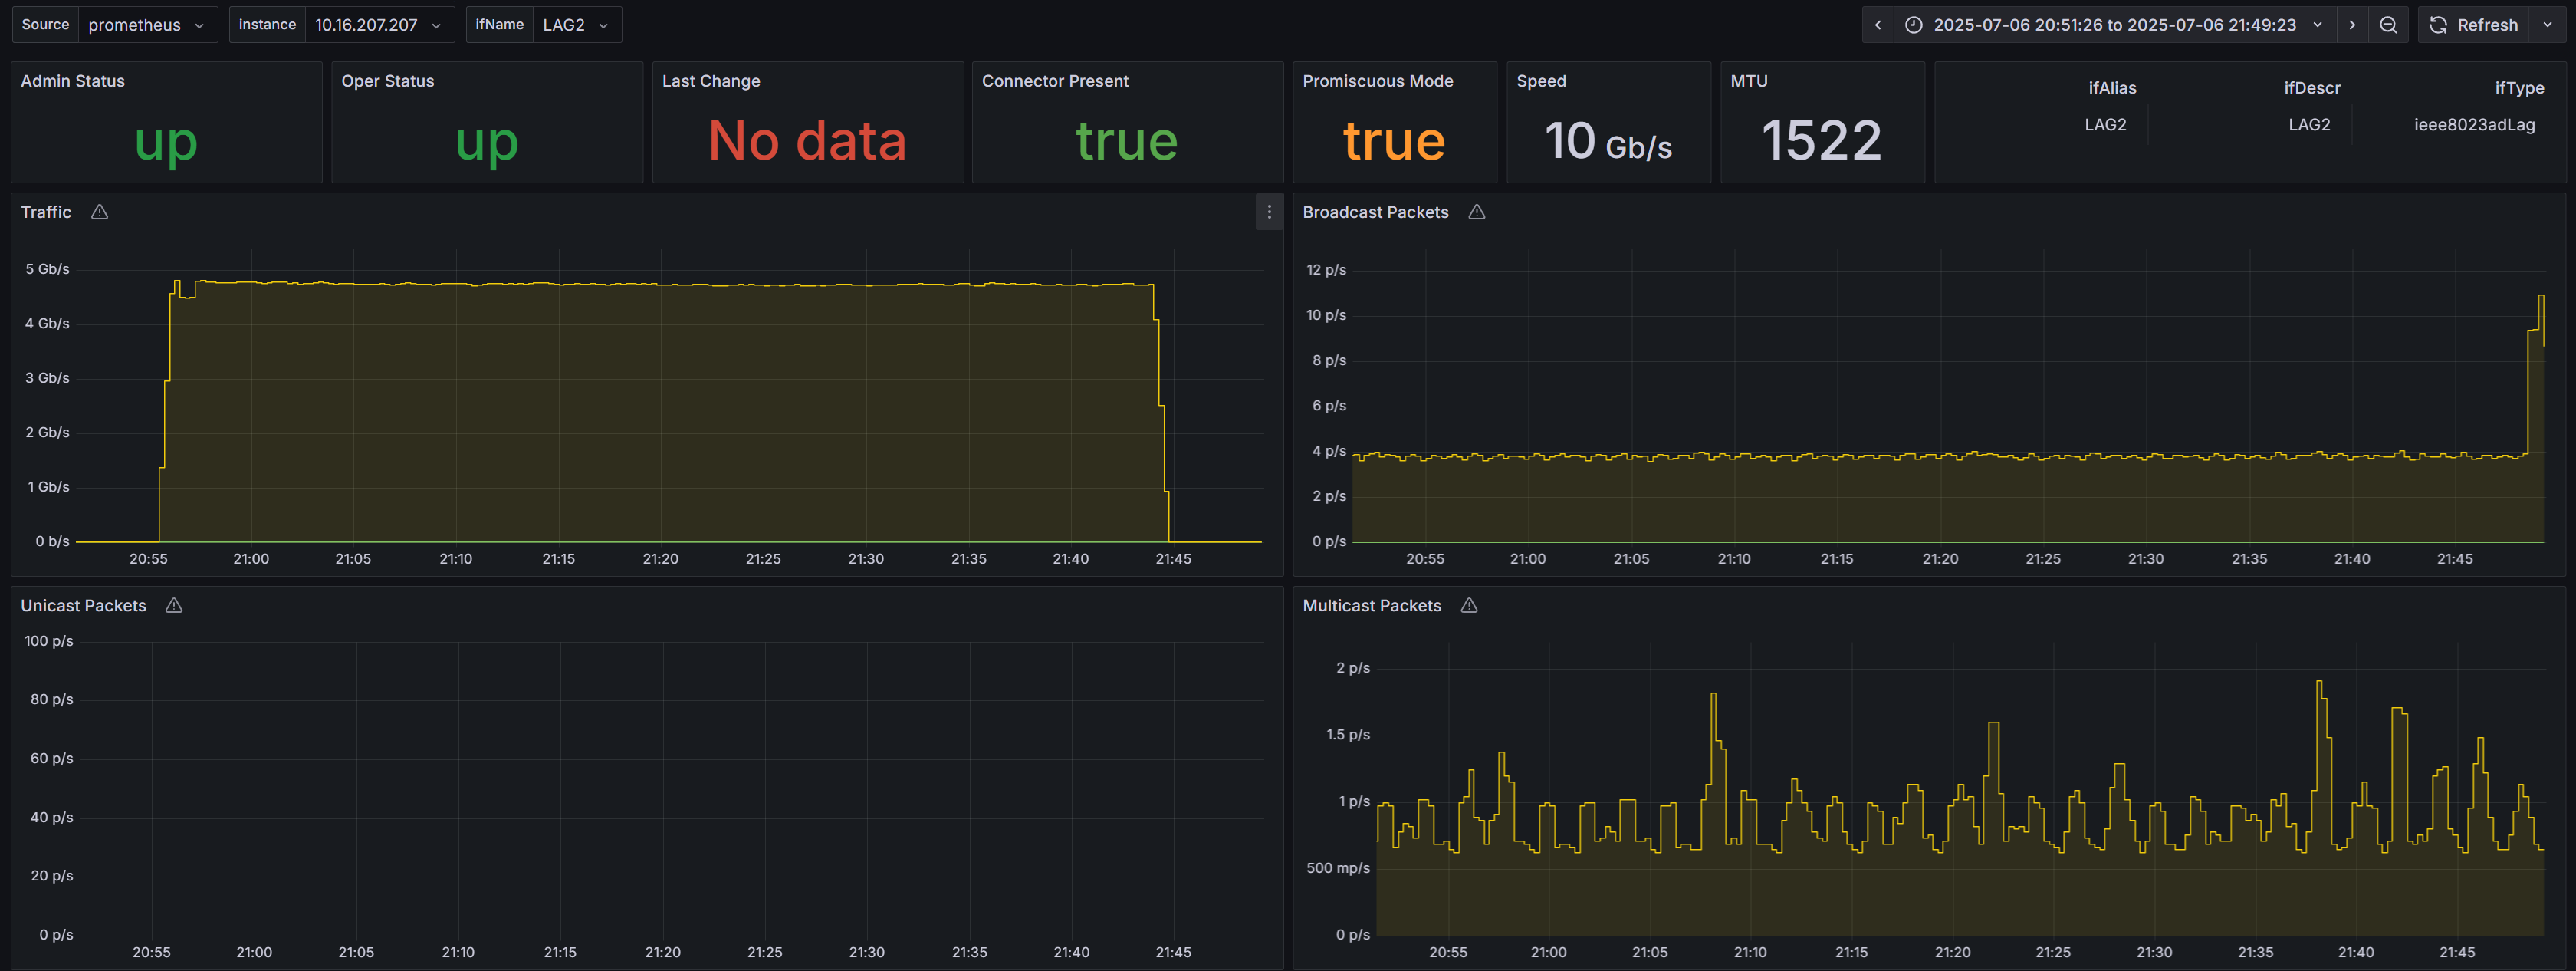 Source prometheus instance 10.16.207.207 ifName LAG2 2025-07-06 20:51:26 to 2025-07-06 21:49:23 Refresh
Admin Status
up
Oper Status
up
Last Change
No data
Connector Present
true
Promiscuous Mode
true
Speed
10 Gb/s
MTU
1522
ifAlias ifDescr ifType
LAG2 LAG2 ieee8023adLag
Traffic
5 Gb/s
4 Gb/s
3 Gb/s
2 Gb/s
1 Gb/s
0 b/s
20:55 21:00 21:05 21:10 21:15 21:20 21:25 21:30 21:35 21:40 21:45
Broadcast Packets
12 p/s
10 p/s
8 p/s
6 p/s
4 p/s
2 p/s
0 p/s
20:55 21:00 21:05 21:10 21:15 21:20 21:25 21:30 21:35 21:40 21:45
Unicast Packets
100 p/s
80 p/s
60 p/s
40 p/s
20 p/s
0 p/s
20:55 21:00 21:05 21:10 21:15 21:20 21:25 21:30 21:35 21:40 21:45
Multicast Packets
2 p/s
1.5 p/s
1 p/s
500 mp/s
0 p/s
20:55 21:00 21:05 21:10 21:15 21:20 21:25 21:30 21:35 21:40 21:45